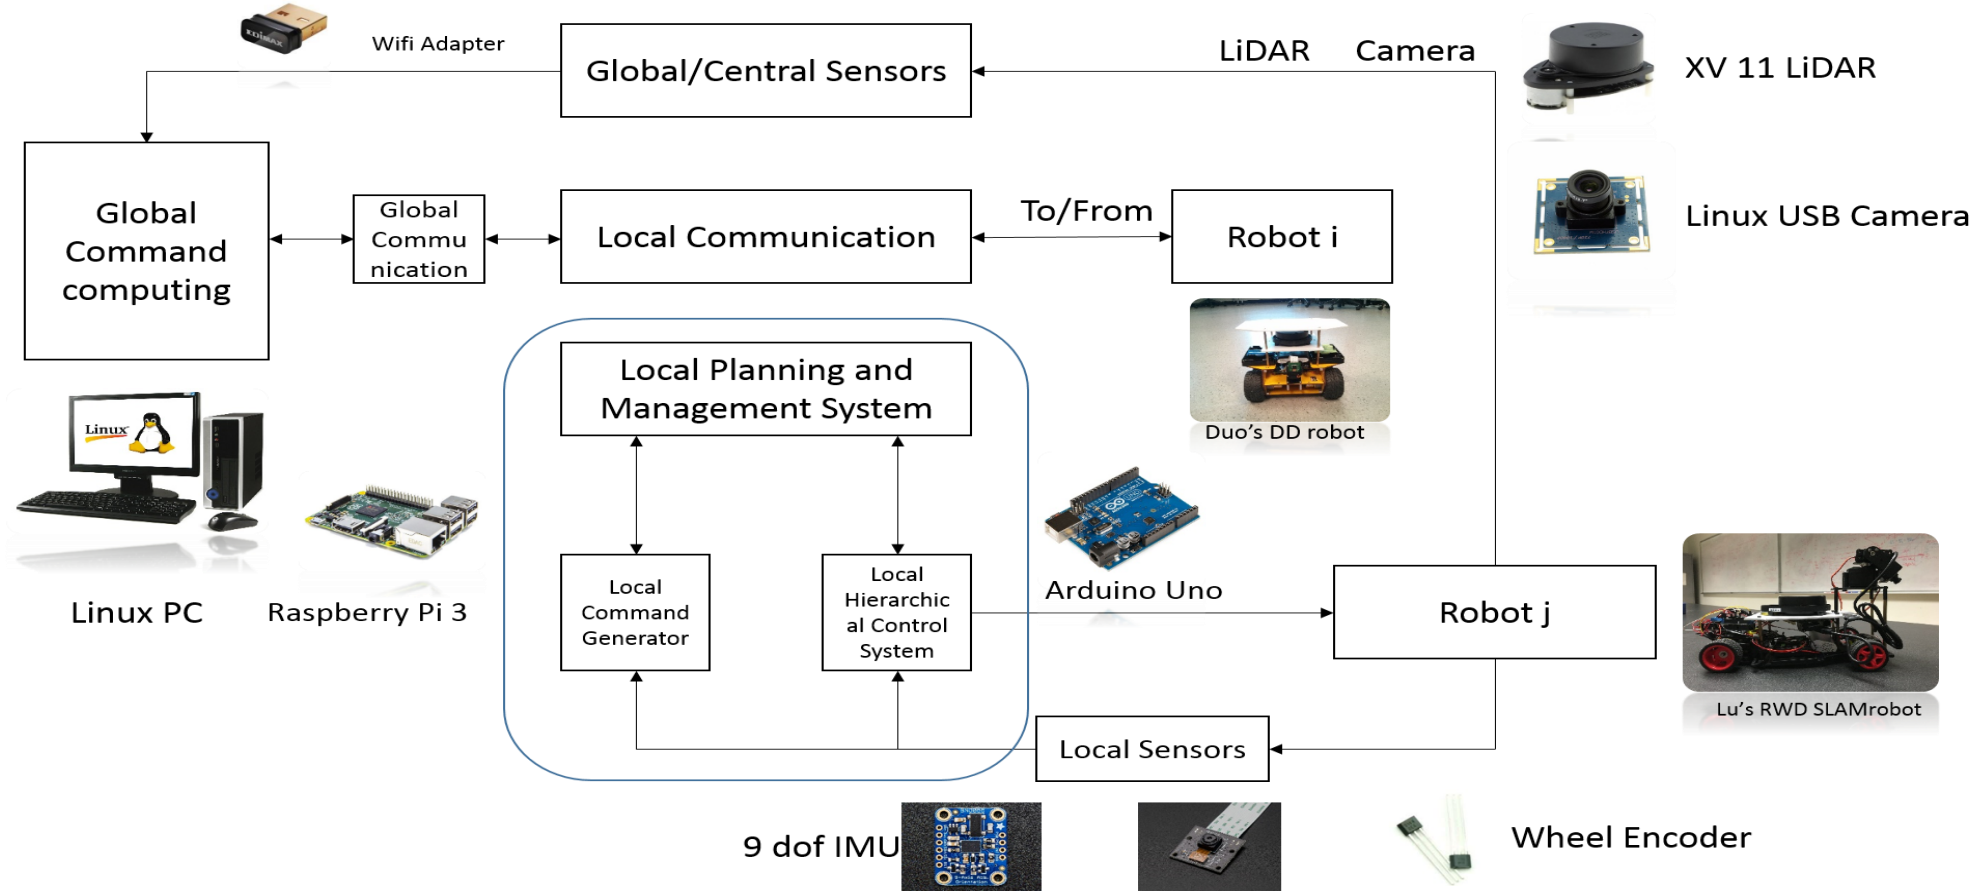 EDIMAX
Wifi Adapter
Global/Central Sensors
LiDAR Camera
XV 11 LiDAR
Global
Command
computing
Global
Commu
nication
Local Communication
To/From
Robot i
Linux USB Camera
Local Planning and
Management System
Duo's DD robot
Linux
Linux PC
Raspberry Pi 3
Local
Command
Generator
Local
Hierarchic
al Control
System
Arduino Uno
Robot j
Lu's RWD SLAMrobot
Local Sensors
9 dof IMU
Wheel Encoder